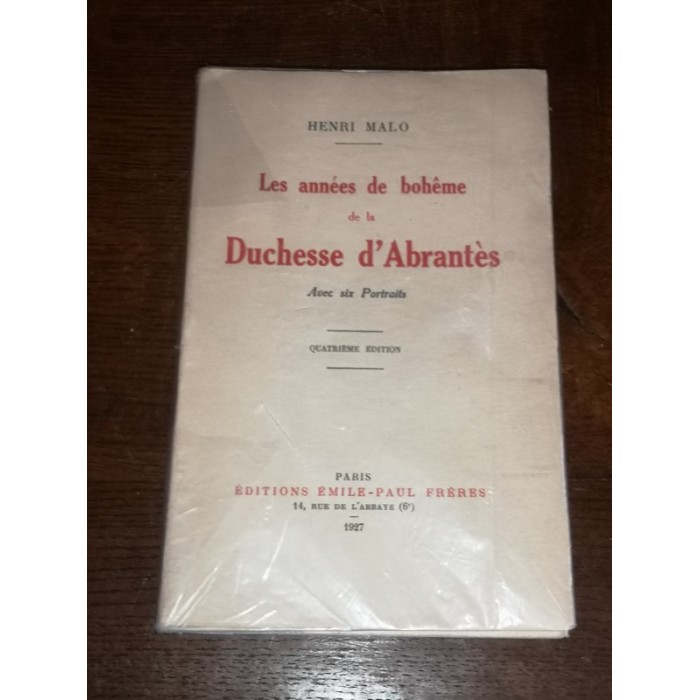 HENRI MALO
Les années de bohême
de la
Duchesse d'Abrantès
Avec six Portraits
QUATRIÈME ÉDITION
PARIS
ÉDITIONS ÉMILE-PAUL FRÈRES
14, RUE DE L'ABBAYE (6e)
1927